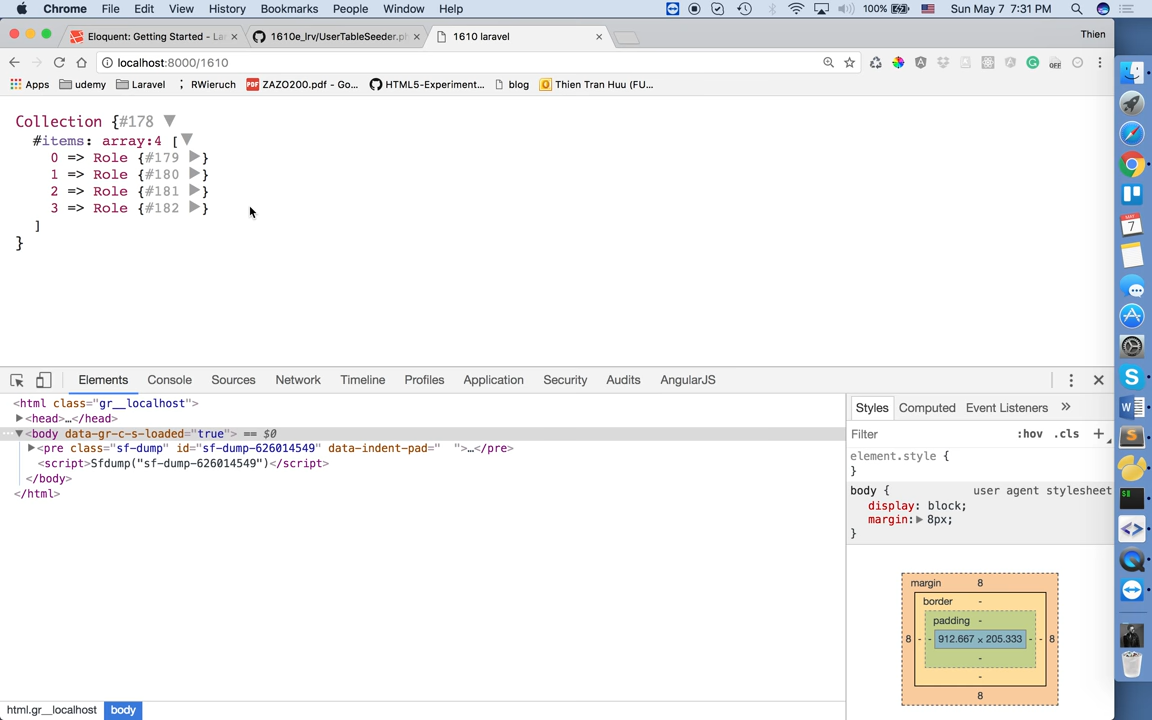 Chrome File Edit View History Bookmarks People Window Help 100% Sun May 7 7:31 PM
Eloquent: Getting Started - La 1610e_lrv/UserTableSeeder.p 1610 laravel Thien
localhost:8000/1610
Apps udemy Laravel RWieruch ZAZO200.pdf - Go... HTML5-Experiment... blog Thien Tran Huu (FU...
Collection {#178 ▼
#items: array:4 [▼
0 => Role {#179 ▶}
1 => Role {#180 ▶}
2 => Role {#181 ▶}
3 => Role {#182 ▶}
]
}
Elements Console Sources Network Timeline Profiles Application Security Audits AngularJS
<html class="gr__localhost">
▶<head>…</head>
… ▼<body data-gr-c-s-loaded="true"> == $0
▶<pre class="sf-dump" id="sf-dump-626014549" data-indent-pad="  ">…</pre>
<script>Sfdump("sf-dump-626014549")</script>
</body>
</html>
Styles Computed Event Listeners »
Filter :hov .cls +
element.style {
}
body { user agent stylesheet
display: block;
margin:▶ 8px;
}
margin 8
border -
padding -
8 - - 912.667 × 205.333 - - 8
-
-
8
html.gr__localhost body